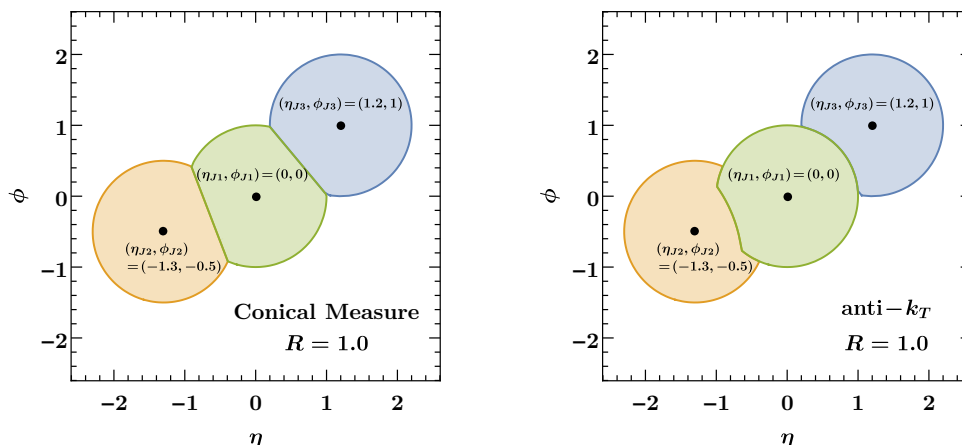 2
1
0
−1
−2
ϕ
(η_{J3}, ϕ_{J3}) = (1.2, 1)
(η_{J1}, ϕ_{J1}) = (0, 0)
(η_{J2}, ϕ_{J2})
= (−1.3, −0.5)
Conical Measure
R = 1.0
−2 −1 0 1 2
η
2
1
0
−1
−2
ϕ
(η_{J3}, ϕ_{J3}) = (1.2, 1)
(η_{J1}, ϕ_{J1}) = (0, 0)
(η_{J2}, ϕ_{J2})
= (−1.3, −0.5)
anti−k_T
R = 1.0
−2 −1 0 1 2
η